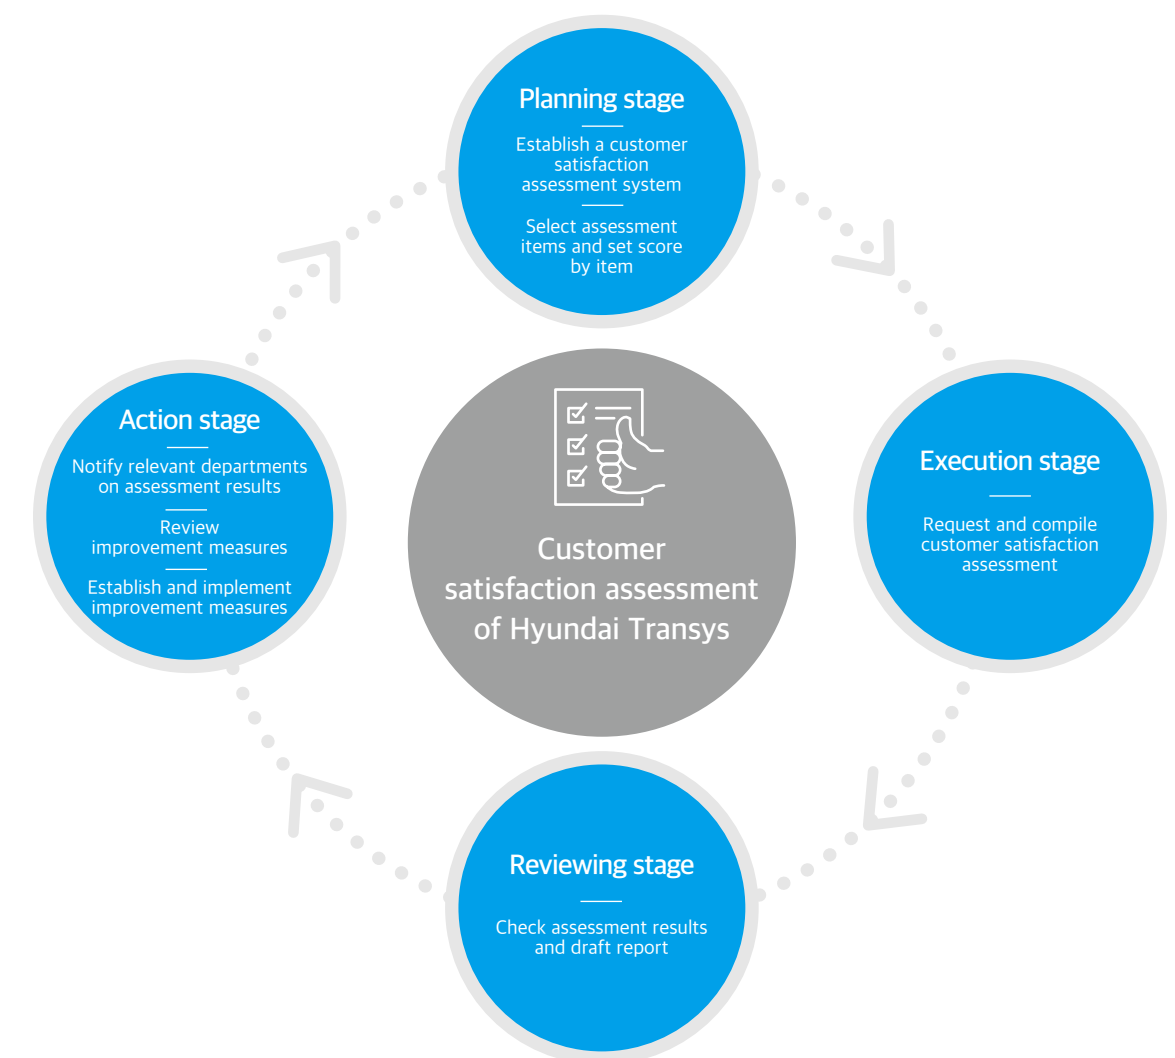 Planning stage
Establish a customer
satisfaction
assessment system
Select assessment
items and set score
by item
Execution stage
Request and compile
customer satisfaction
assessment
Reviewing stage
Check assessment results
and draft report
Action stage
Notify relevant departments
on assessment results
Review
improvement measures
Establish and implement
improvement measures
Customer
satisfaction assessment
of Hyundai Transys